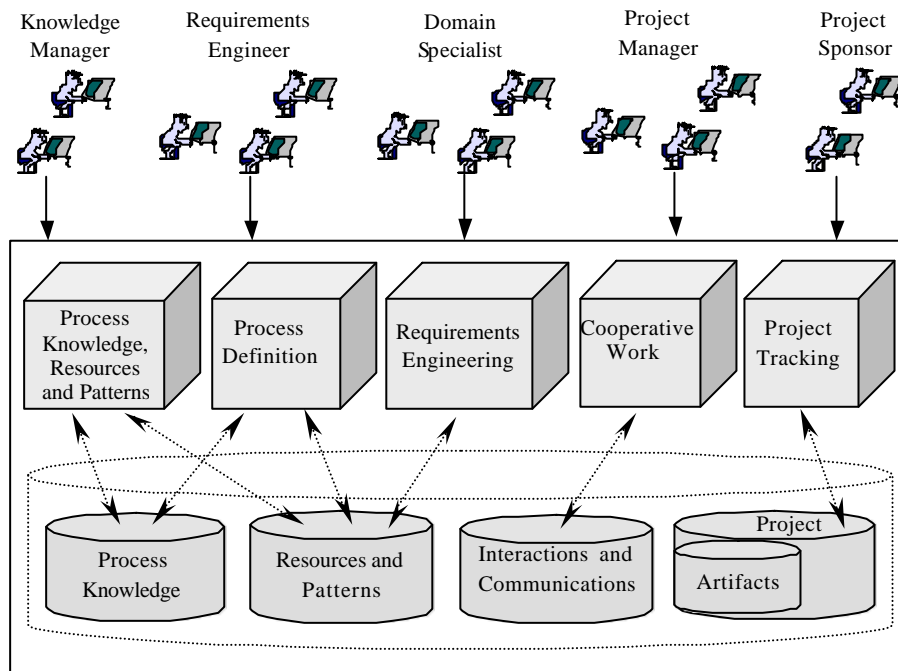 Knowledge
Manager
Requirements
Engineer
Domain
Specialist
Project
Manager
Project
Sponsor
Process
Knowledge,
Resources
and Patterns
Process
Definition
Requirements
Engineering
Cooperative
Work
Project
Tracking
Process
Knowledge
Resources and
Patterns
Interactions and
Communications
Project
Artifacts